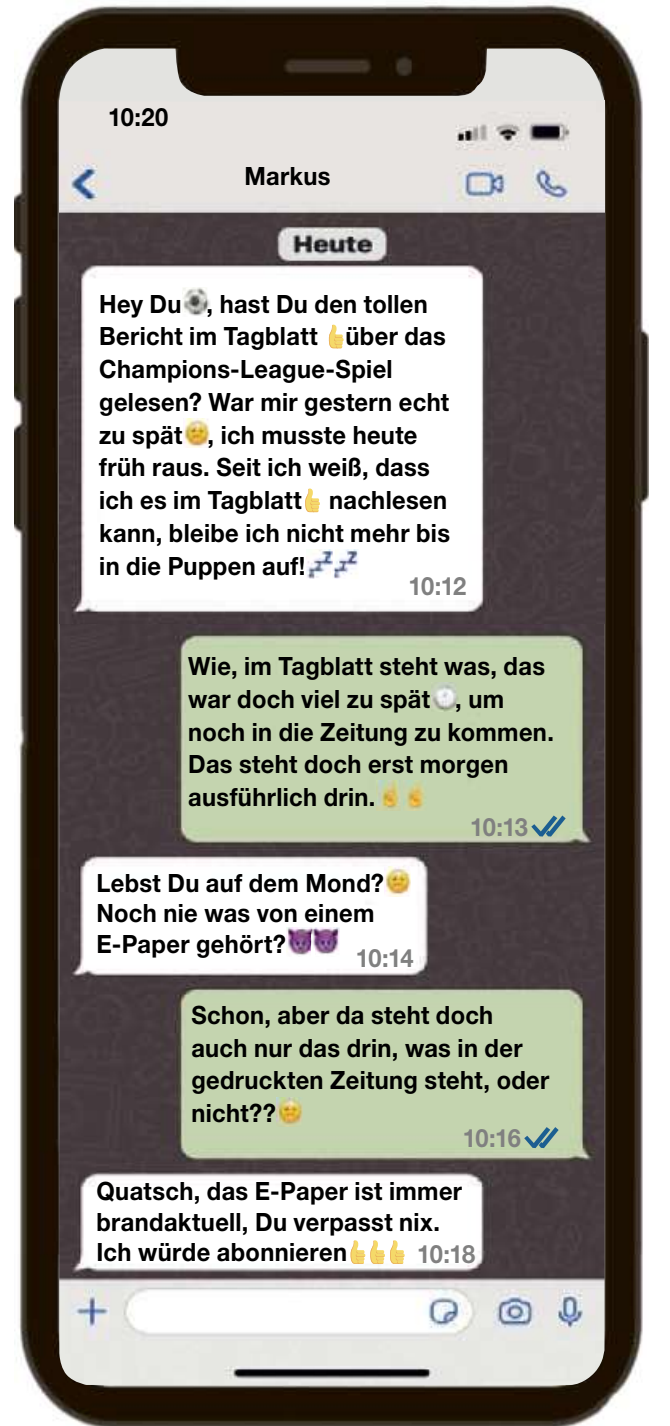 10:20
Markus
Heute
Hey Du⚽, hast Du den tollen
Bericht im Tagblatt 👍über das
Champions-League-Spiel
gelesen? War mir gestern echt
zu spät😕, ich musste heute
früh raus. Seit ich weiß, dass
ich es im Tagblatt👍 nachlesen
kann, bleibe ich nicht mehr bis
in die Puppen auf!💤💤
10:12
Wie, im Tagblatt steht was, das
war doch viel zu spät🕐, um
noch in die Zeitung zu kommen.
Das steht doch erst morgen
ausführlich drin.☝️☝️
10:13
Lebst Du auf dem Mond?😕
Noch nie was von einem
E-Paper gehört?😈😈
10:14
Schon, aber da steht doch
auch nur das drin, was in der
gedruckten Zeitung steht, oder
nicht??😕
10:16
Quatsch, das E-Paper ist immer
brandaktuell, Du verpasst nix.
Ich würde abonnieren👍👍👍 10:18